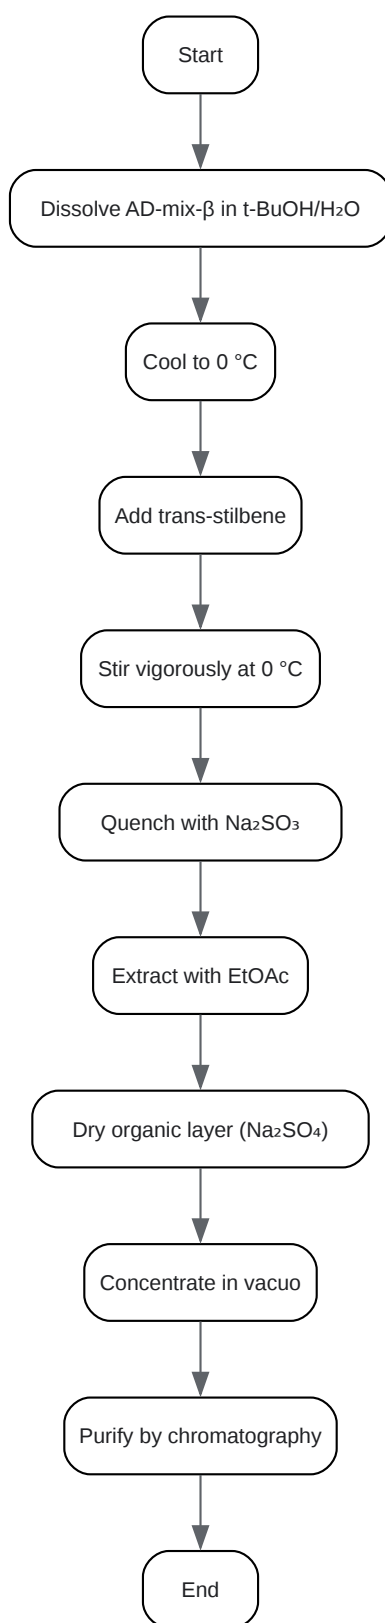 Start
Dissolve AD-mix-β in t-BuOH/H₂O
Cool to 0 °C
Add trans-stilbene
Stir vigorously at 0 °C
Quench with Na₂SO₃
Extract with EtOAc
Dry organic layer (Na₂SO₄)
Concentrate in vacuo
Purify by chromatography
End